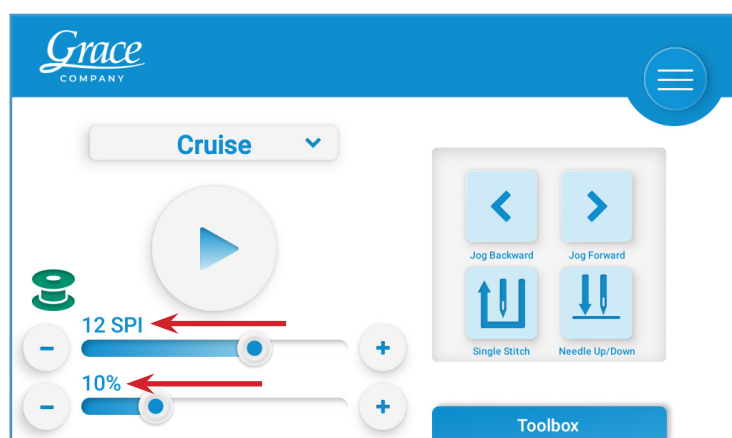 Grace
COMPANY
Cruise
12 SPI
10%
Jog Backward
Jog Forward
Single Stitch
Needle Up/Down
Toolbox